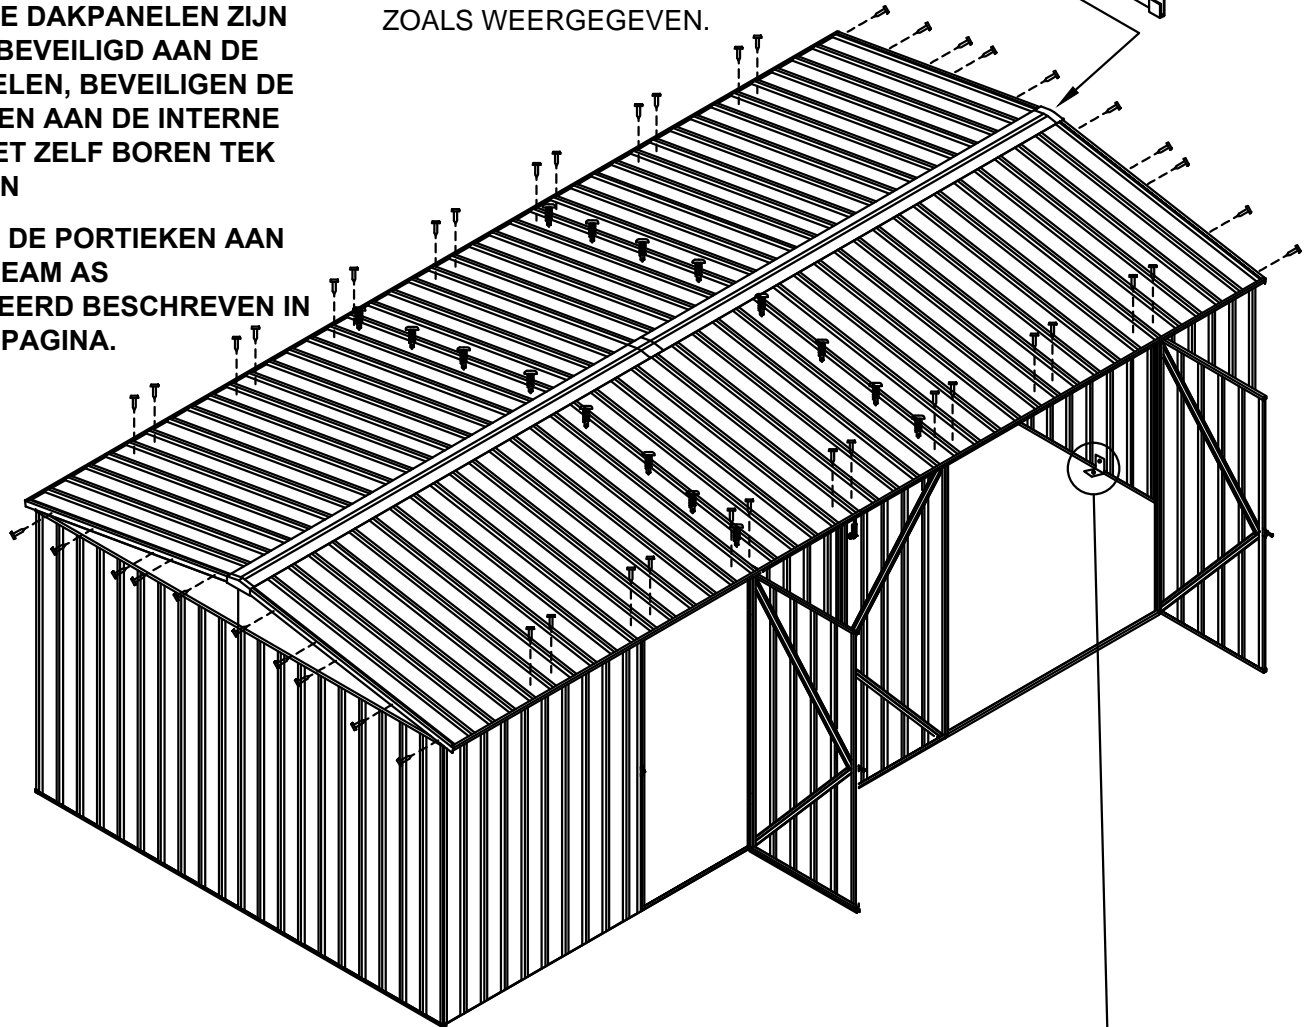 E DAKPANELEN ZIJN
BEVEILIGD AAN DE
ELEN, BEVEILIGEN DE
EN AAN DE INTERNE
ET ZELF BOREN TEK
N
DE PORTIEKEN AAN
EAM AS
EERD BESCHREVEN IN
PAGINA.
ZOALS WEERGEGEVEN.